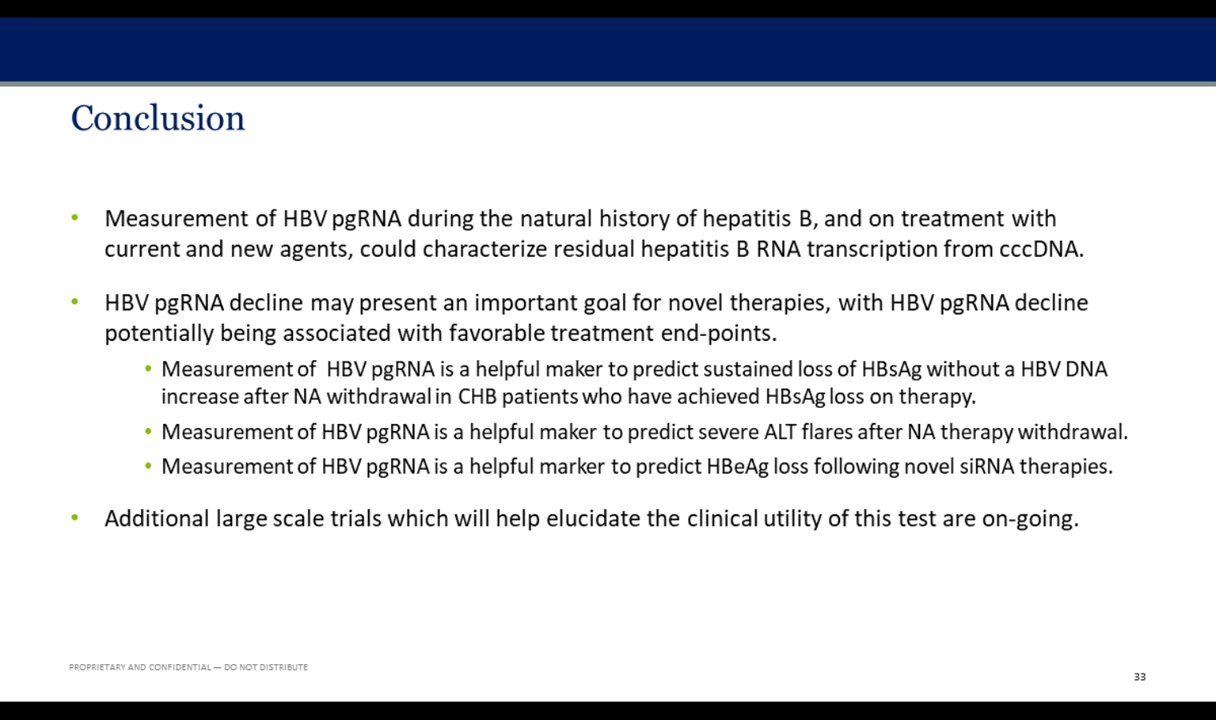 Conclusion
• Measurement of HBV pgRNA during the natural history of hepatitis B, and on treatment with
current and new agents, could characterize residual hepatitis B RNA transcription from cccDNA.
• HBV pgRNA decline may present an important goal for novel therapies, with HBV pgRNA decline
potentially being associated with favorable treatment end-points.
• Measurement of HBV pgRNA is a helpful maker to predict sustained loss of HBsAg without a HBV DNA
increase after NA withdrawal in CHB patients who have achieved HBsAg loss on therapy.
• Measurement of HBV pgRNA is a helpful maker to predict severe ALT flares after NA therapy withdrawal.
• Measurement of HBV pgRNA is a helpful marker to predict HBeAg loss following novel siRNA therapies.
• Additional large scale trials which will help elucidate the clinical utility of this test are on-going.
PROPRIETARY AND CONFIDENTIAL — DO NOT DISTRIBUTE
33